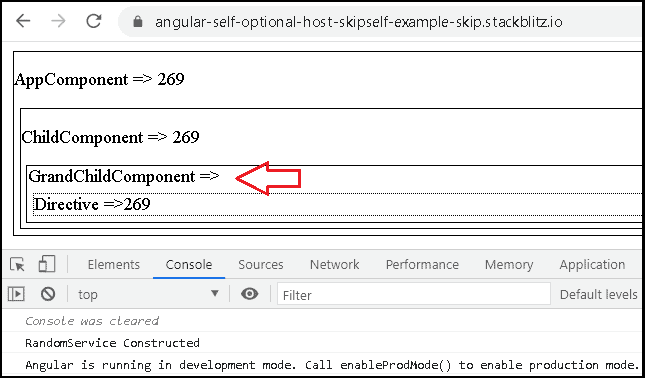 angular-self-optional-host-skipself-example-skip.stackblitz.io
AppComponent => 269
ChildComponent => 269
GrandChildComponent =>
Directive =>269
Elements Console Sources Network Performance Memory Application
top Filter Default levels
Console was cleared
RandomService Constructed
Angular is running in development mode. Call enableProdMode() to enable production mode.